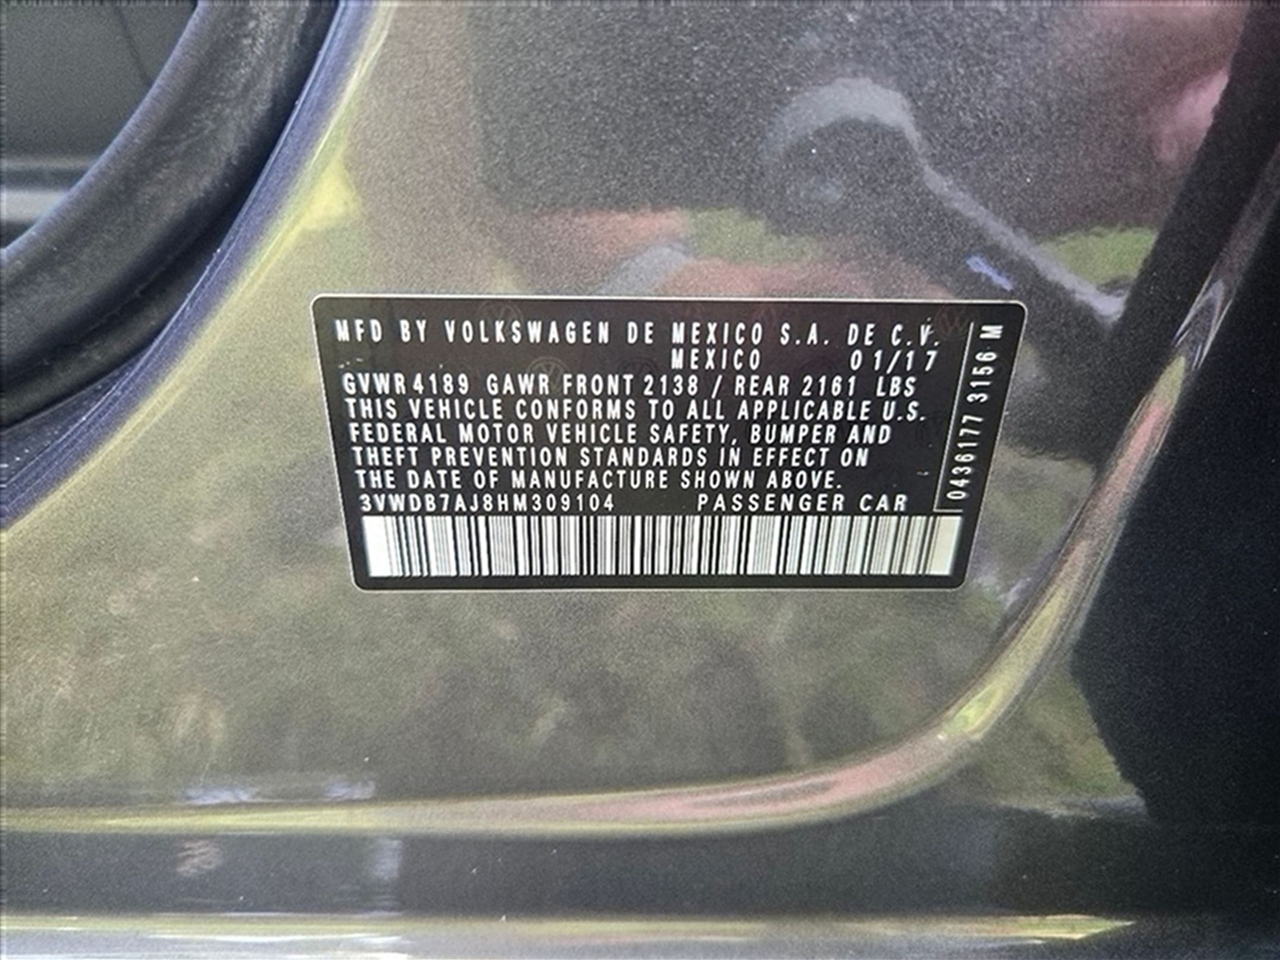 MFD BY VOLKSWAGEN DE MEXICO S.A. DE C.V.
MEXICO 01/17
GVWR 4189 GAWR FRONT 2138 / REAR 2161 LBS
THIS VEHICLE CONFORMS TO ALL APPLICABLE U.S.
FEDERAL MOTOR VEHICLE SAFETY, BUMPER AND
THEFT PREVENTION STANDARDS IN EFFECT ON
THE DATE OF MANUFACTURE SHOWN ABOVE.
3VWDB7AJ8HM309104 PASSENGER CAR
0436177 3156 M